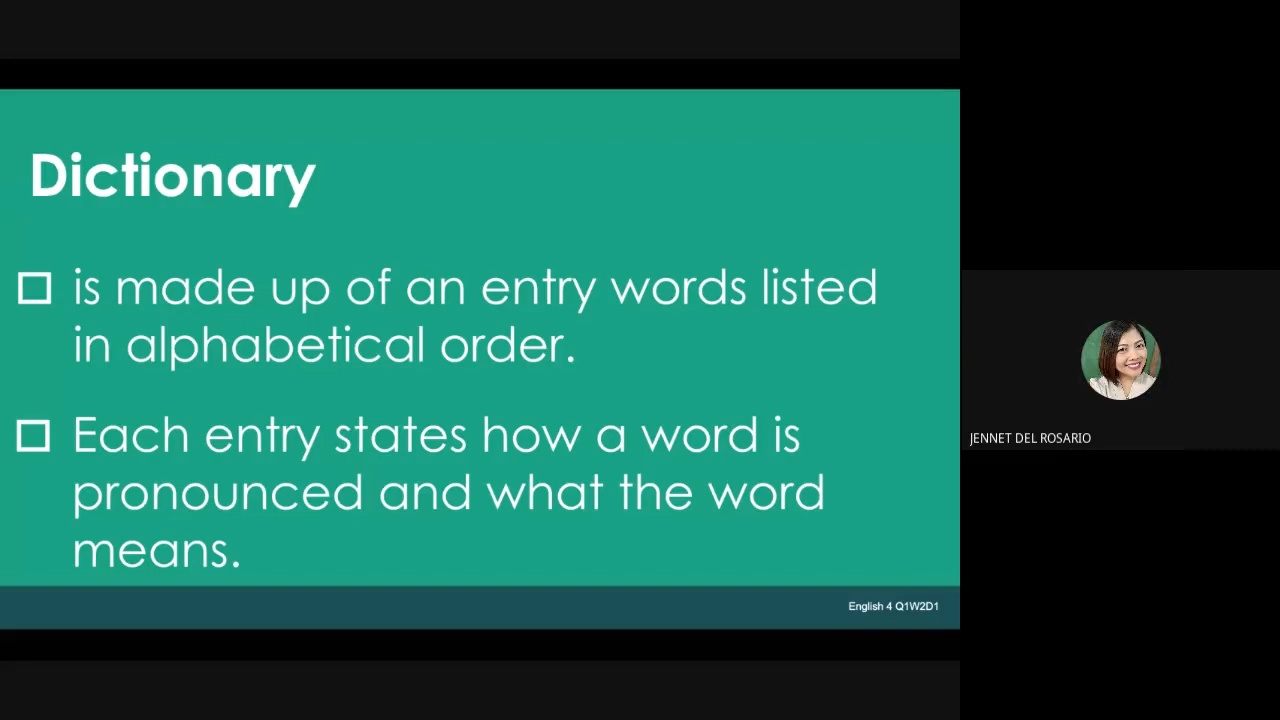 Dictionary
is made up of an entry words listed
in alphabetical order.
Each entry states how a word is
pronounced and what the word
means.
English 4 Q1W2D1
JENNET DEL ROSARIO